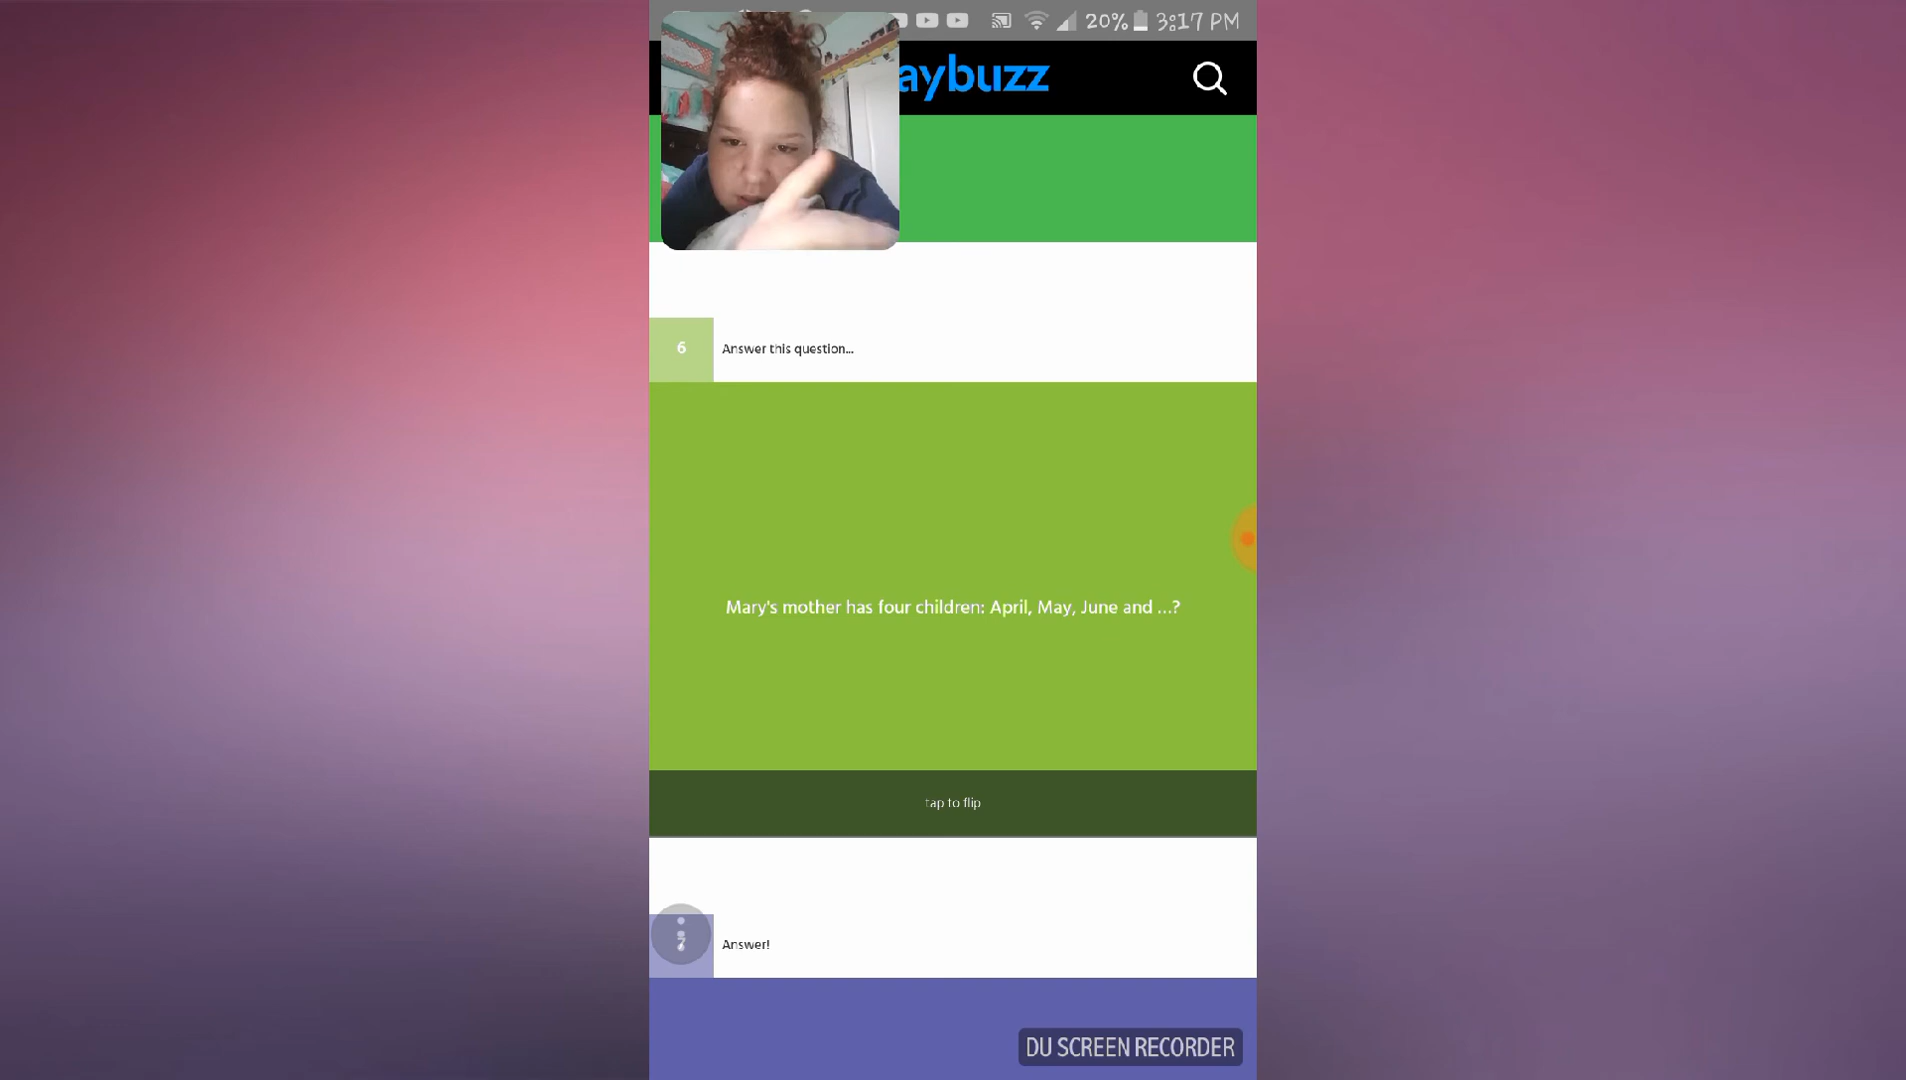 20% 3:17 PM
aybuzz
6 Answer this question...
Mary's mother has four children: April, May, June and ...?
tap to flip
7 Answer!
DU SCREEN RECORDER